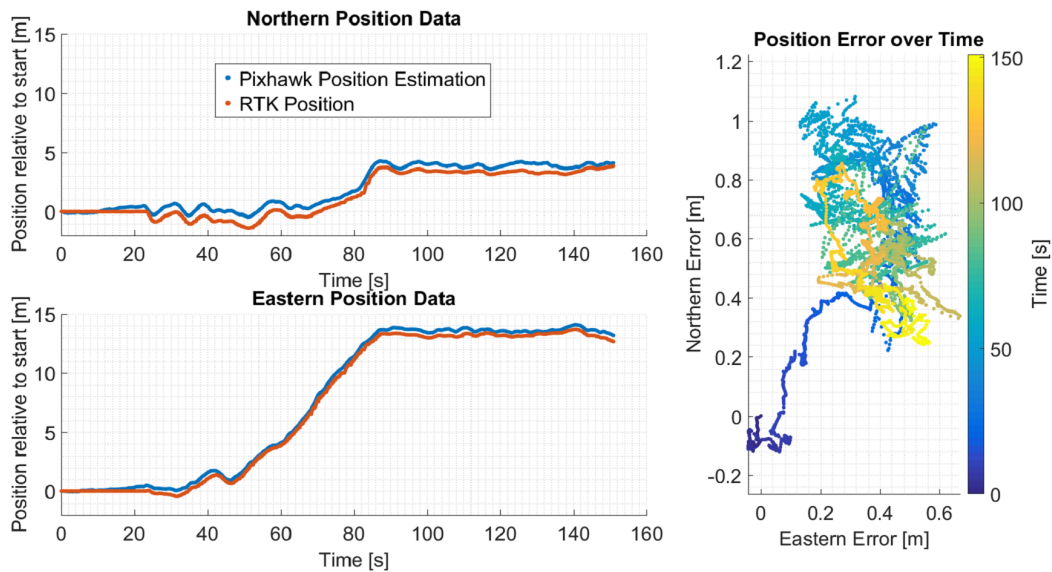 Northern Position Data
Position relative to start [m]
15
10
5
0
Pixhawk Position Estimation
RTK Position
0 20 40 60 80 100 120 140 160
Time [s]
Eastern Position Data
Position relative to start [m]
15
10
5
0
0 20 40 60 80 100 120 140 160
Time [s]
Position Error over Time
Northern Error [m]
1.2
1
0.8
0.6
0.4
0.2
0
-0.2
0 0.2 0.4 0.6
Eastern Error [m]
150
100
50
0
Time [s]